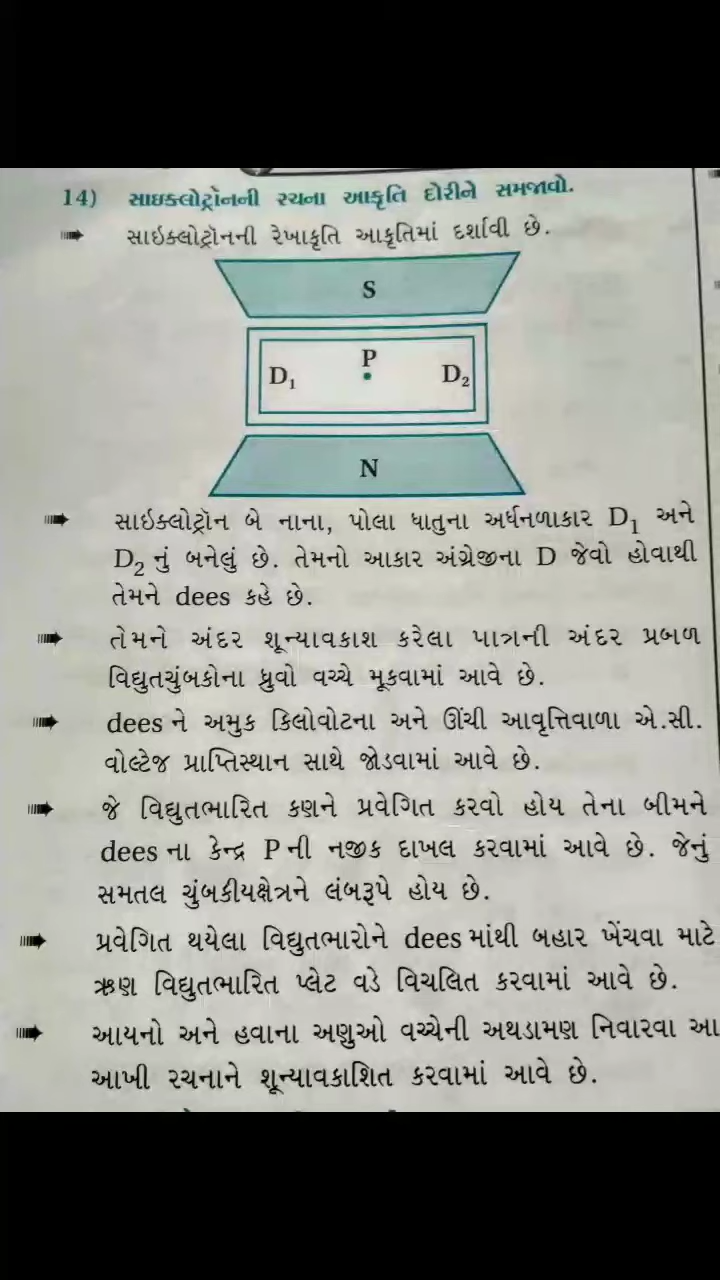 14) સાઇક્લોટ્રૉનની રચના આકૃતિ દોરીને સમજાવો.
સાઇક્લોટ્રૉનની રેખાકૃતિ આકૃતિમાં દર્શાવી છે.
S
P
D₁ D₂
N
સાઇક્લોટ્રૉન બે નાના, પોલા ધાતુના અર્ધનળાકાર D₁ અને
D₂ નું બનેલું છે. તેમનો આકાર અંગ્રેજીના D જેવો હોવાથી
તેમને dees કહે છે.
તેમને અંદર શૂન્યાવકાશ કરેલા પાત્રની અંદર પ્રબળ
વિદ્યુતચુંબકોના ધ્રુવો વચ્ચે મૂકવામાં આવે છે.
dees ને અમુક કિલોવોટના અને ઊંચી આવૃત્તિવાળા એ.સી.
વોલ્ટેજ પ્રાપ્તિસ્થાન સાથે જોડવામાં આવે છે.
જે વિદ્યુતભારિત કણને પ્રવેગિત કરવો હોય તેના બીમને
dees ના કેન્દ્ર P ની નજીક દાખલ કરવામાં આવે છે. જેનું
સમતલ ચુંબકીયક્ષેત્રને લંબરૂપે હોય છે.
પ્રવેગિત થયેલા વિદ્યુતભારોને dees માંથી બહાર ખેંચવા માટે
ઋણ વિદ્યુતભારિત પ્લેટ વડે વિચલિત કરવામાં આવે છે.
આયનો અને હવાના અણુઓ વચ્ચેની અથડામણ નિવારવા આ
આખી રચનાને શૂન્યાવકાશિત કરવામાં આવે છે.